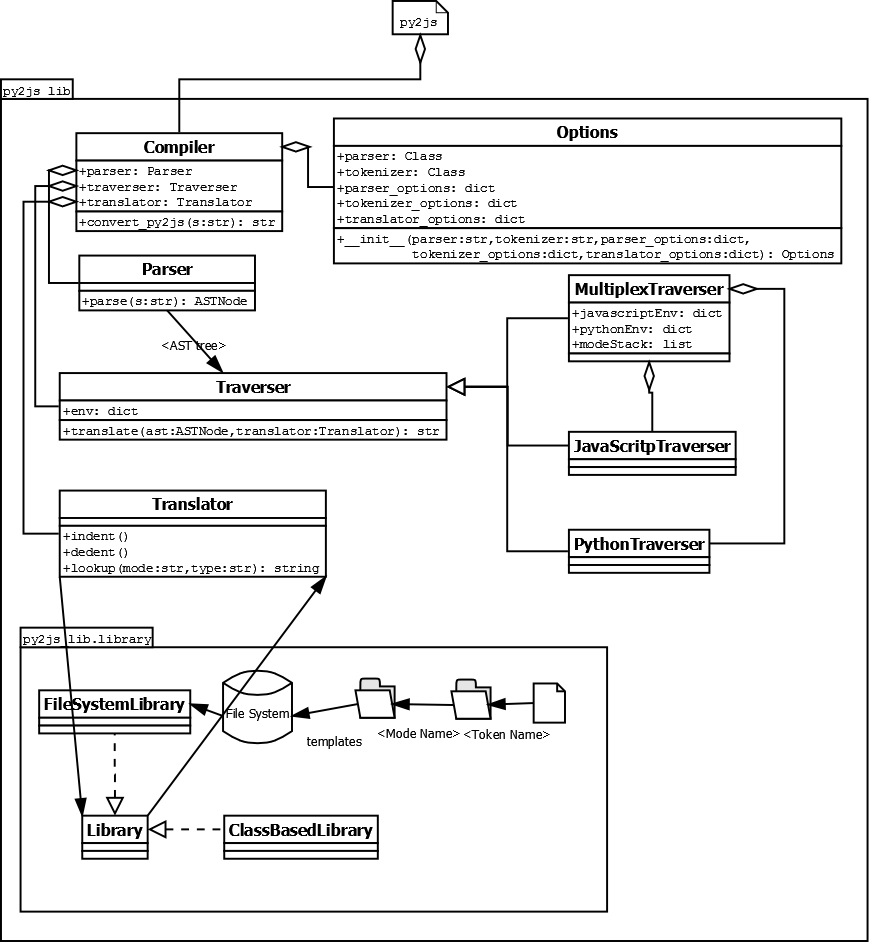 py2js
py2js lib
Compiler
+parser: Parser
+traverser: Traverser
+translator: Translator
+convert_py2js(s:str): str
Options
+parser: Class
+tokenizer: Class
+parser_options: dict
+tokenizer_options: dict
+translator_options: dict
+__init__(parser:str,tokenizer:str,parser_options:dict,
tokenizer_options:dict,translator_options:dict): Options
Parser
+parse(s:str): ASTNode
<AST tree>
MultiplexTraverser
+javascriptEnv: dict
+pythonEnv: dict
+modeStack: list
Traverser
+env: dict
+translate(ast:ASTNode,translator:Translator): str
JavaScritpTraverser
Translator
+indent()
+dedent()
+lookup(mode:str,type:str): string
PythonTraverser
py2js lib.library
FileSystemLibrary
File System
templates
<Mode Name>
<Token Name>
Library
ClassBasedLibrary